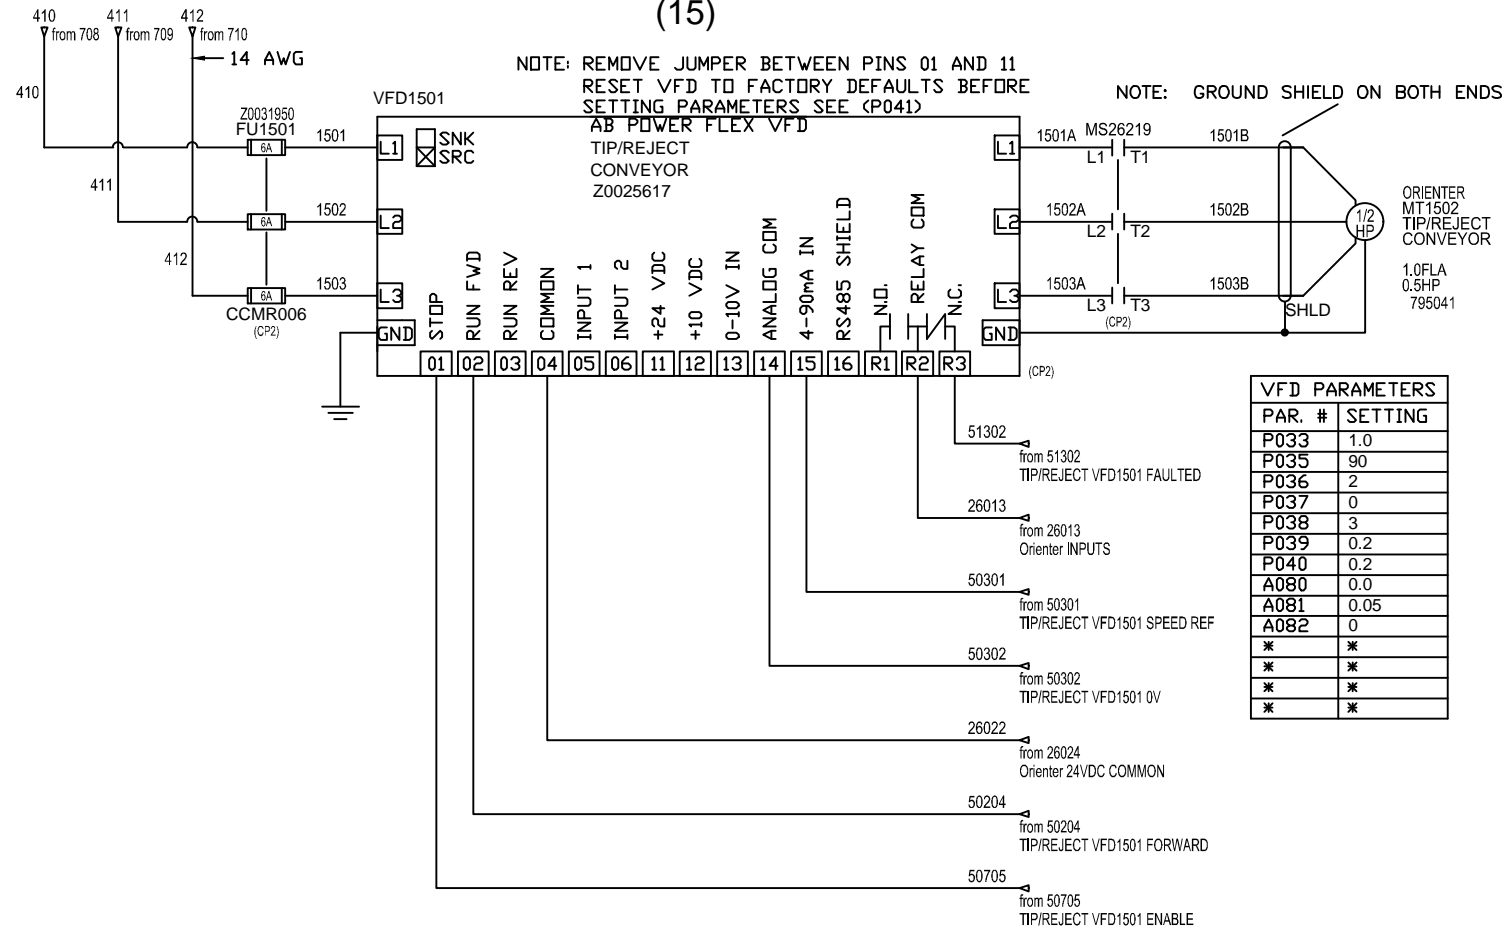 (15)
410 411 412
from 708 from 709 from 710
14 AWG
NOTE: REMOVE JUMPER BETWEEN PINS 01 AND 11
RESET VFD TO FACTORY DEFAULTS BEFORE
SETTING PARAMETERS SEE (P041)
NOTE: GROUND SHIELD ON BOTH ENDS
410
411
412
Z0031950
FU1501
6A
6A
6A
CCMR006
(CP2)
1501
1502
1503
VFD1501
AB POWER FLEX VFD
TIP/REJECT
CONVEYOR
Z0025617
SNK
SRC
L1
L2
L3
GND
L1
L2
L3
GND
STOP
RUN FWD
RUN REV
COMMON
INPUT 1
INPUT 2
+24 VDC
+10 VDC
0-10V IN
ANALOG COM
4-90mA IN
RS485 SHIELD
N.O.
RELAY COM
N.C.
01 02 03 04 05 06 11 12 13 14 15 16 R1 R2 R3
(CP2)
1501A MS26219 1501B
L1 T1
1502A 1502B
L2 T2
1503A 1503B
L3 T3
(CP2)
SHLD
1/2
HP
ORIENTER
MT1502
TIP/REJECT
CONVEYOR
1.0FLA
0.5HP
795041
51302
from 51302
TIP/REJECT VFD1501 FAULTED
26013
from 26013
Orienter INPUTS
50301
from 50301
TIP/REJECT VFD1501 SPEED REF
50302
from 50302
TIP/REJECT VFD1501 0V
26022
from 26024
Orienter 24VDC COMMON
50204
from 50204
TIP/REJECT VFD1501 FORWARD
50705
from 50705
TIP/REJECT VFD1501 ENABLE
VFD PARAMETERS
PAR. # SETTING
P033 1.0
P035 90
P036 2
P037 0
P038 3
P039 0.2
P040 0.2
A080 0.0
A081 0.05
A082 0
* *
* *
* *
* *